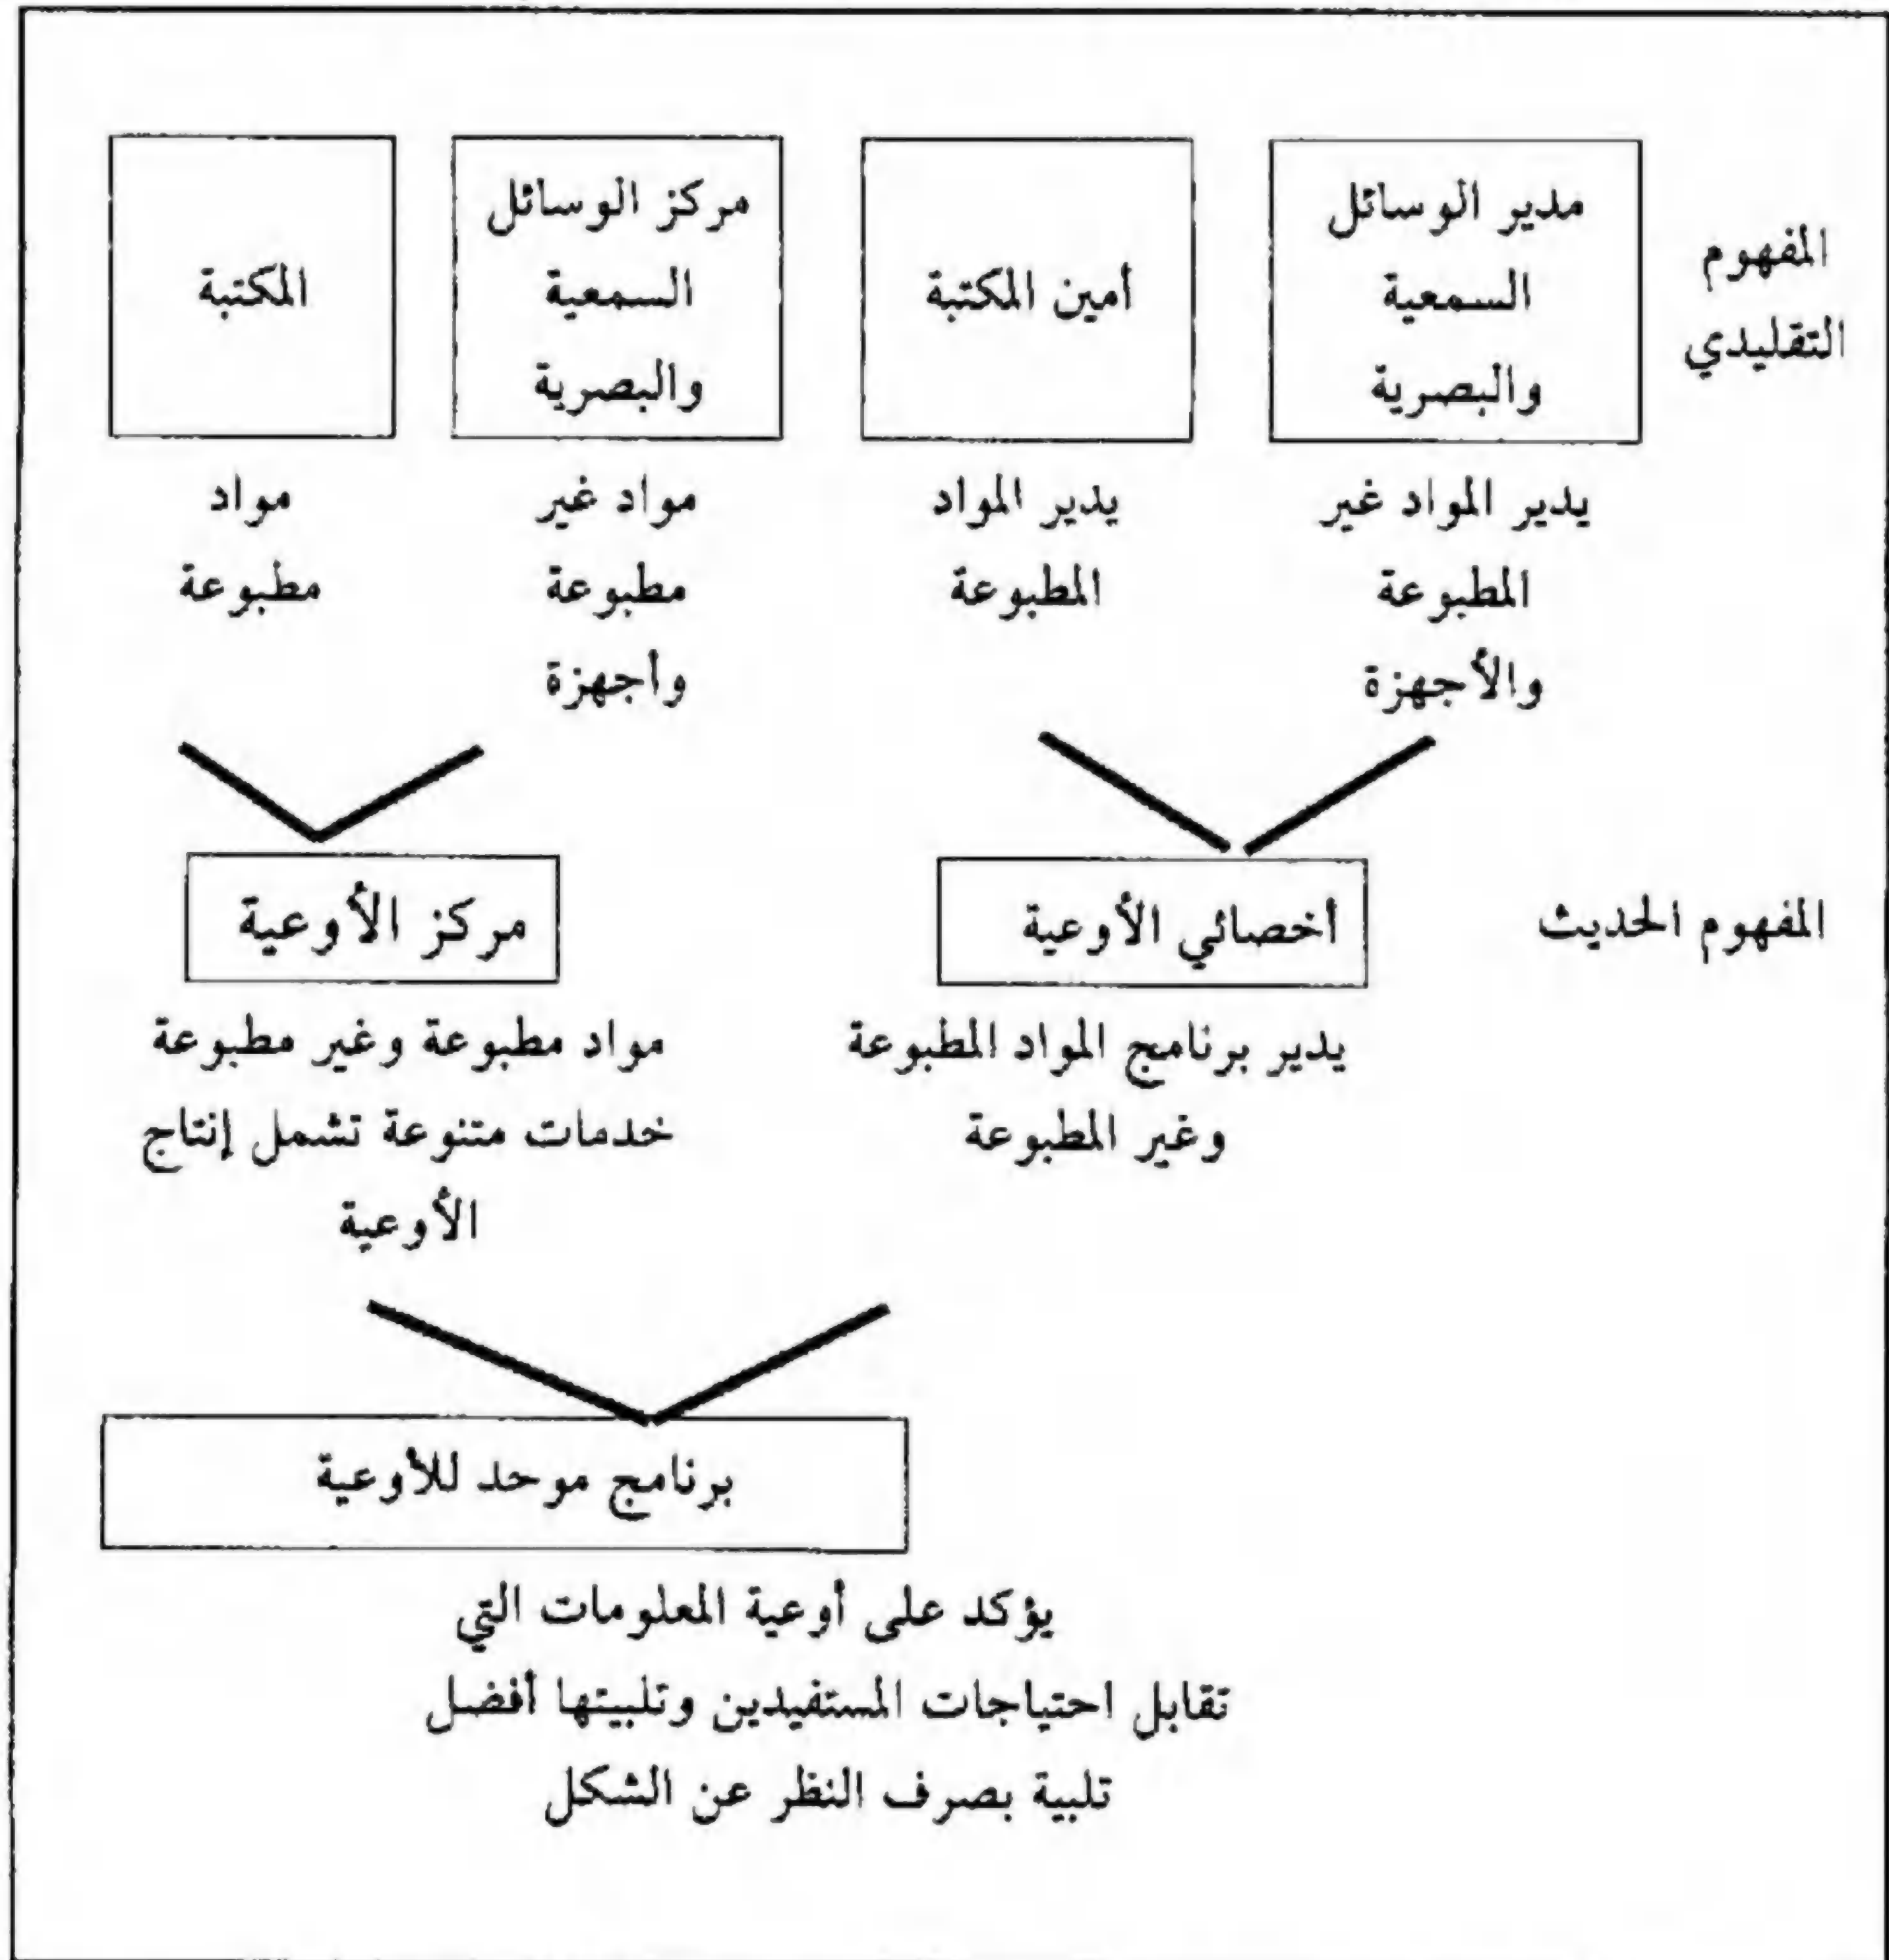 المفهوم
التقليدي
مدير الوسائل
السمعية
والبصرية
أمين المكتبة
مركز الوسائل
السمعية
والبصرية
المكتبة
يدير المواد غير
المطبوعة
والأجهزة
يدير المواد
المطبوعة
مواد غير
مطبوعة
وأجهزة
مواد
مطبوعة
المفهوم الحديث
أخصائي الأوعية
مركز الأوعية
يدير برنامج المواد المطبوعة
وغير المطبوعة
مواد مطبوعة وغير مطبوعة
خدمات متنوعة تشمل إنتاج
الأوعية
برنامج موحد للأوعية
يؤكد على أوعية المعلومات التي
تقابل احتياجات المستفيدين وتلبيتها أفضل
تلبية بصرف النظر عن الشكل